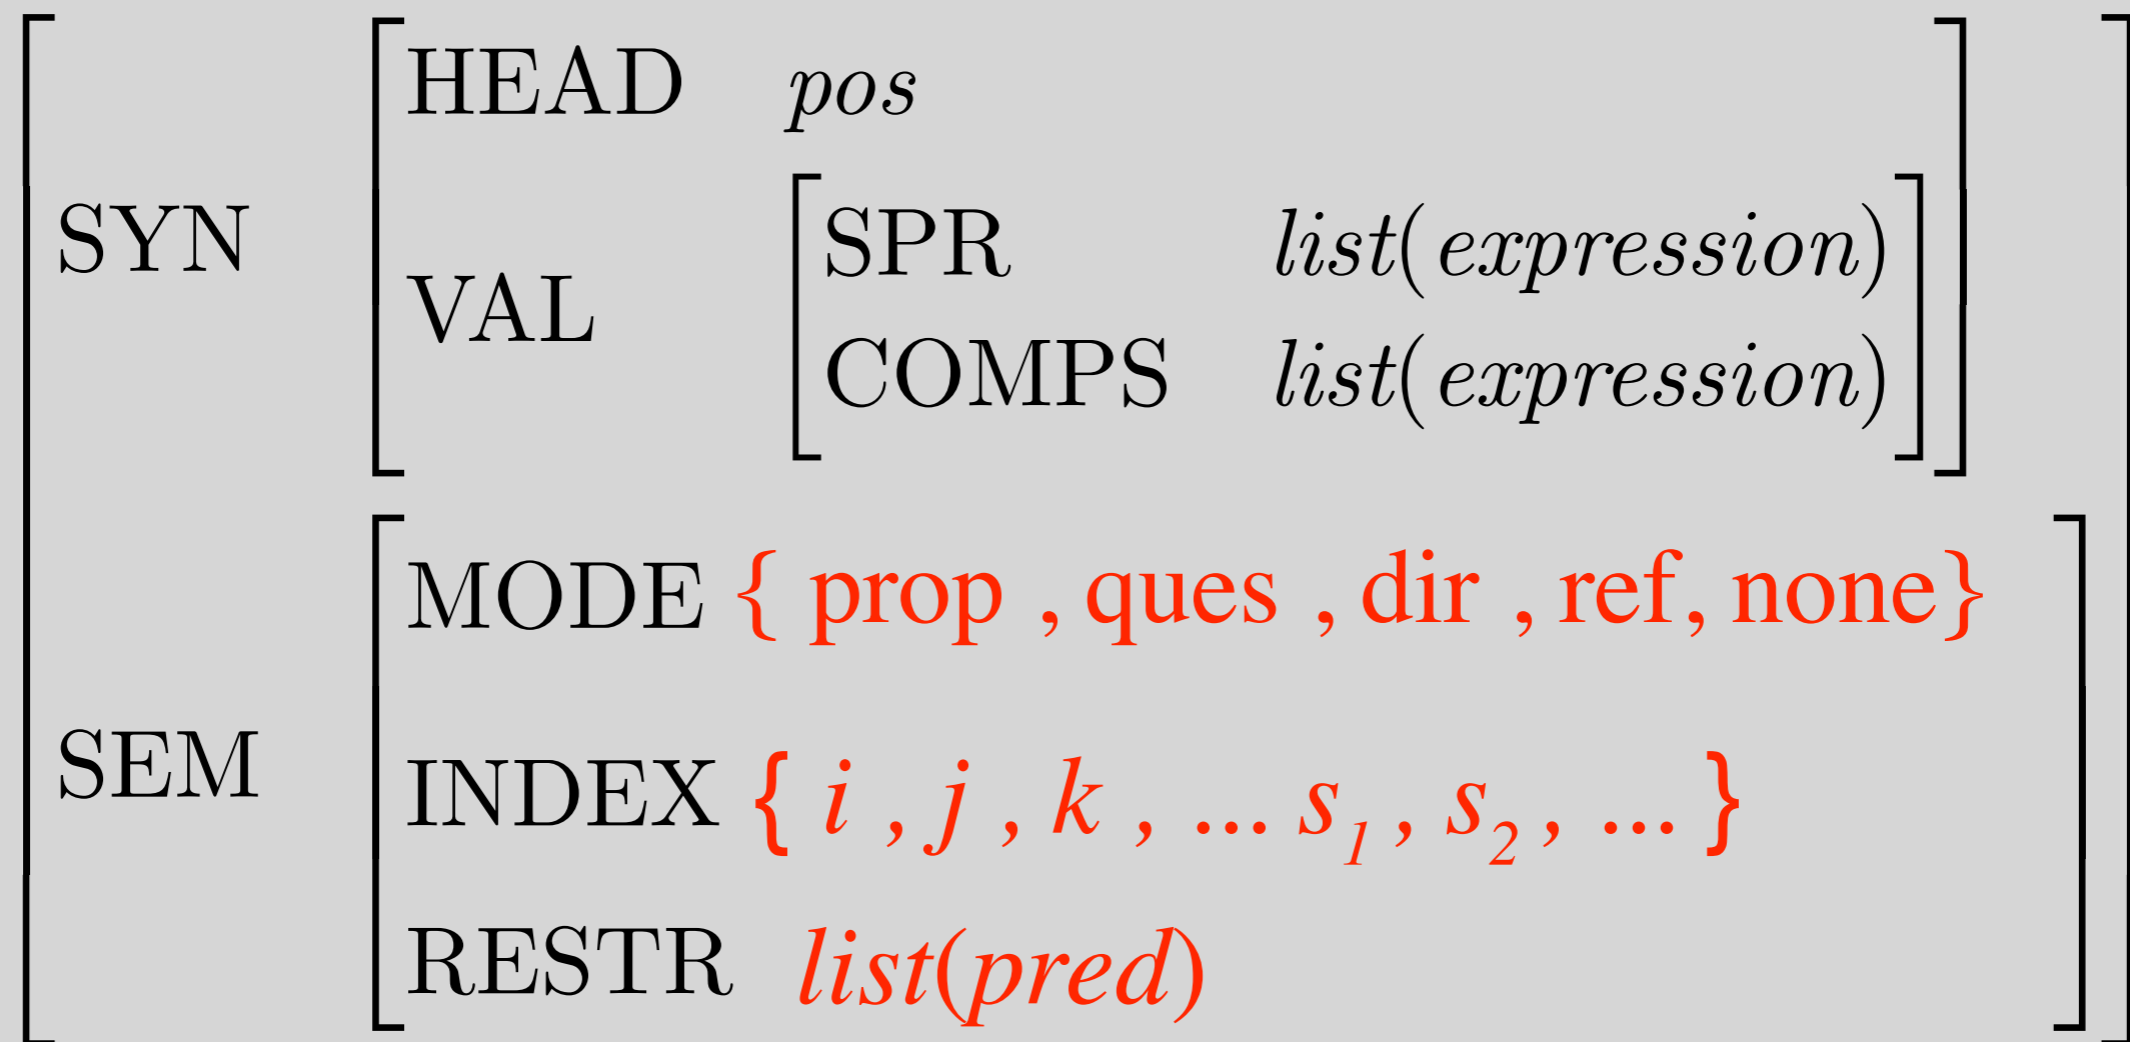 HEAD pos
SYN
VAL
SPR list(expression)
COMPS list(expression)
SEM
MODE { prop , ques , dir , ref, none}
INDEX { i , j , k , ... s1 , s2 , ... }
RESTR list(pred)